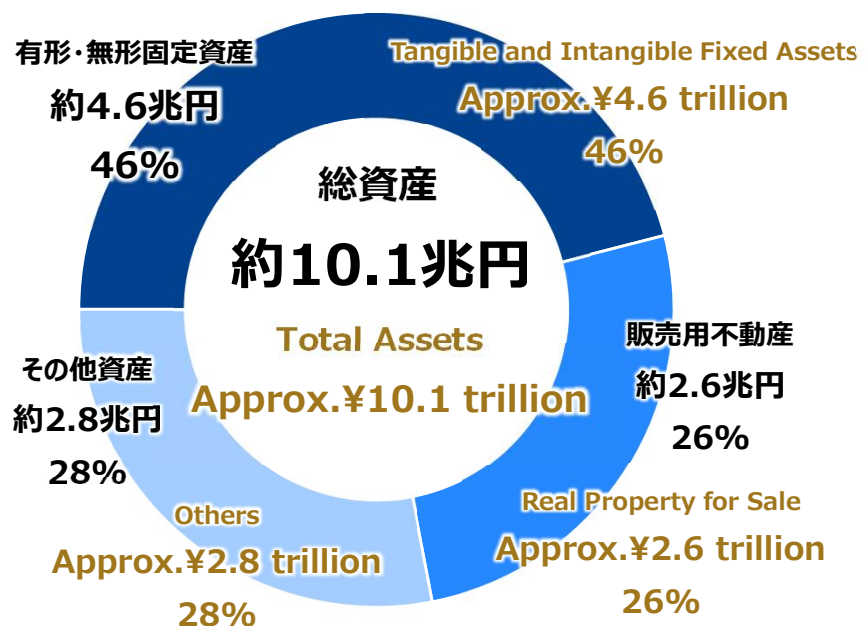 有形・無形固定資産
約4.6兆円
46%
Tangible and Intangible Fixed Assets
Approx.¥4.6 trillion
46%
総資産
約10.1兆円
Total Assets
Approx.¥10.1 trillion
販売用不動産
約2.6兆円
26%
Real Property for Sale
Approx.¥2.6 trillion
26%
その他資産
約2.8兆円
28%
Others
Approx.¥2.8 trillion
28%